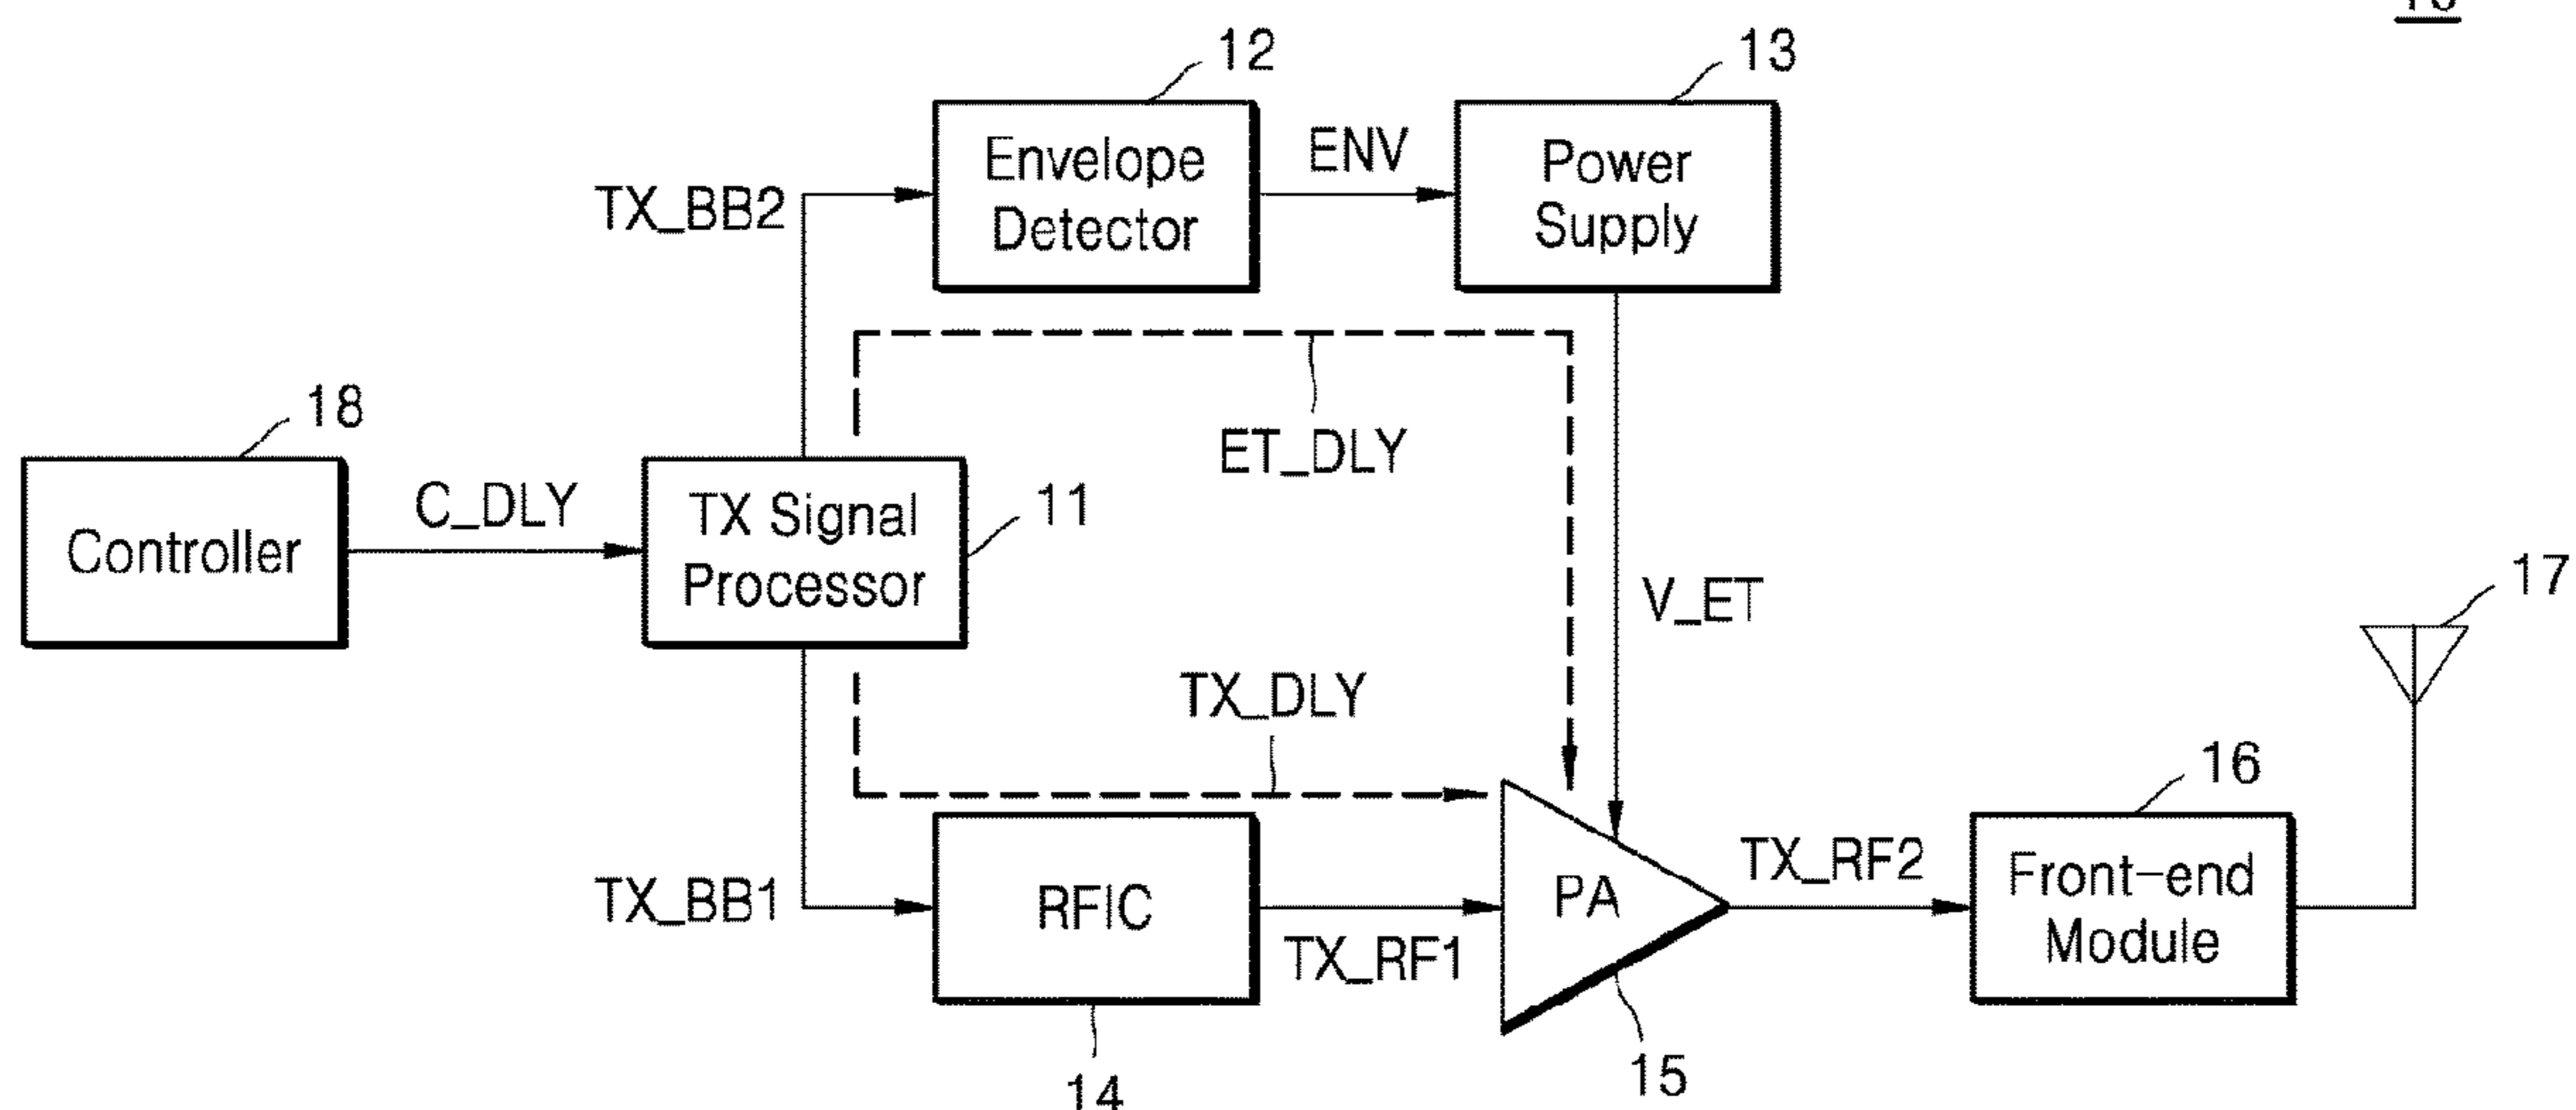 12
13
Envelope
Detector
ENV
Power
Supply
TX_BB2
18
ET_DLY
Controller
C_DLY
TX Signal
Processor
11
V_ET
17
TX_DLY
16
TX_BB1
RFIC
TX_RF1
PA
TX_RF2
Front-end
Module
14
15